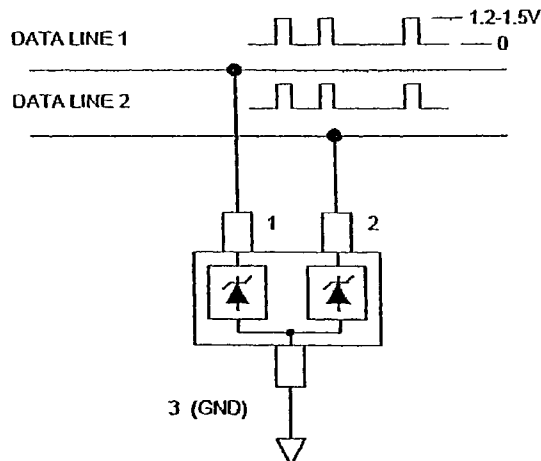 1.2-1.5V
DATA LINE 1
0
DATA LINE 2
1
2
3 (GND)